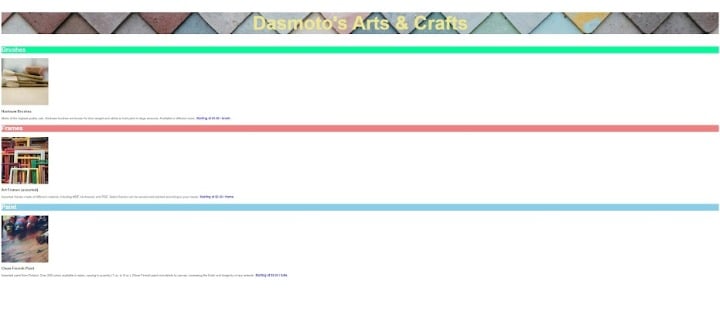 Dasmoto's Arts & Crafts
Brushes
Hacksaw Brushes
Made of the highest quality oak, Hacksaw brushes are known for their weight and ability to hold paint in large amounts. Available in different sizes. Starting at $3.00 / brush.
Frames
Art Frames (assorted)
Assorted frames made of different material, including MDF, birchwood, and PDE. Select frames can be sanded and painted according to your needs. Starting at $2.00 / frame.
Paint
Clean Finnish Paint
Imported paint from Finland. Over 256 colors available in-store, varying in quantity (1 oz. to 8 oz.). Clean Finnish paint microbinds to canvas, increasing the finish and longevity of any artwork. Starting at $5.00 / tube.